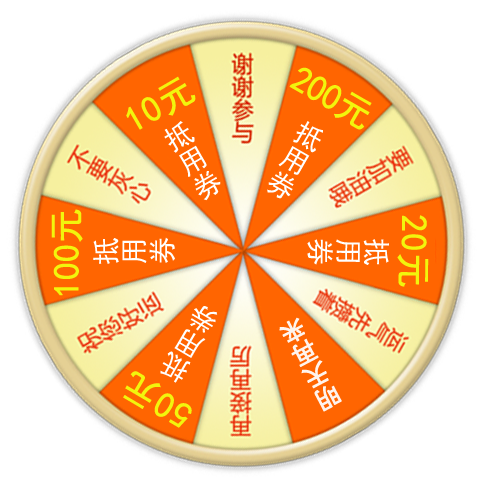 谢谢参与
200元
抵用券
要加油哦
20元
抵用券
运气先攒着
明天再来
再接再厉
50元
抵用券
祝您好运
100元
抵用券
不要灰心
10元
抵用券